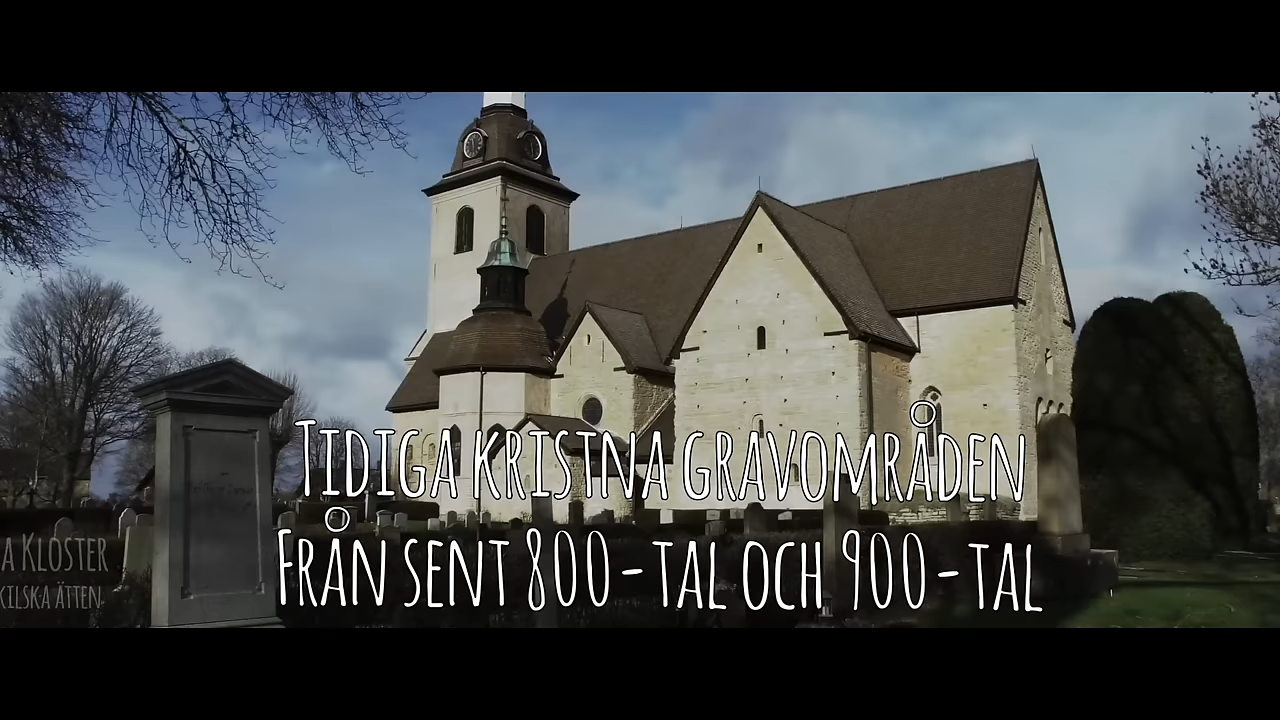 Tidiga kristna gravområden
Från sent 800-tal och 900-tal
a Kloster
kilska ätten